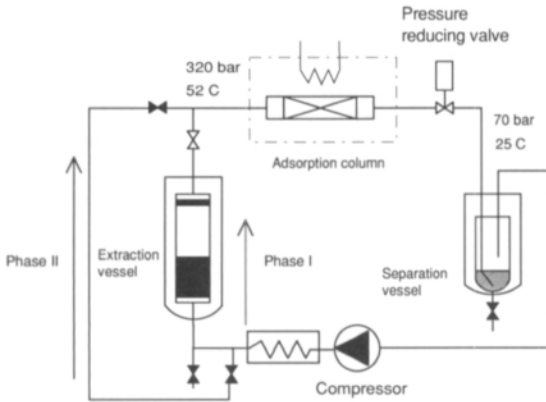 Pressure
reducing valve
320 bar
52 C
70 bar
25 C
Adsorption column
Extraction
vessel
Phase II
Phase I
Separation
vessel
Compressor